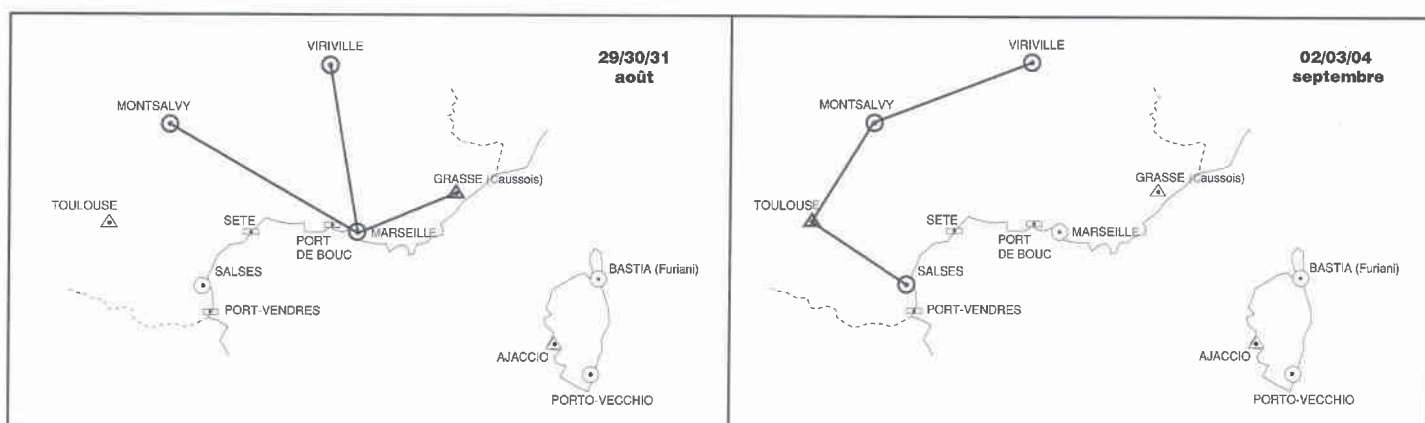 VIRIVILLE
29/30/31
août
MONTSALVY
GRASSE (Caussois)
TOULOUSE
SETE
PORT
DE BOUC
MARSEILLE
SALSES
BASTIA (Furiani)
PORT-VENDRES
AJACCIO
PORTO-VECCHIO
VIRIVILLE
02/03/04
septembre
MONTSALVY
GRASSE (Caussois)
TOULOUSE
SETE
PORT
DE BOUC
MARSEILLE
SALSES
BASTIA (Furiani)
PORT-VENDRES
AJACCIO
PORTO-VECCHIO